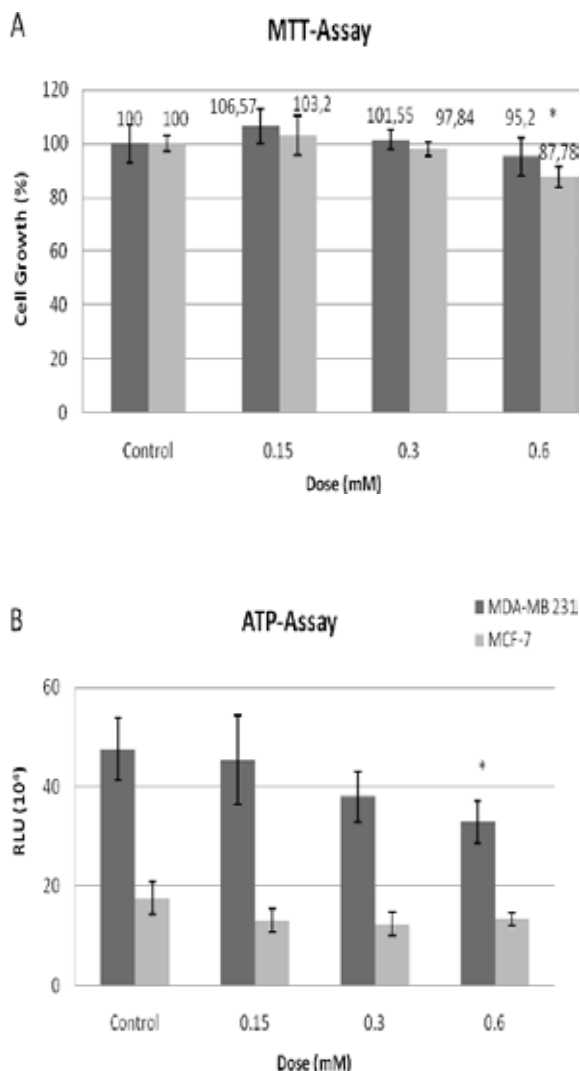 A
MTT-Assay
120
100
80
60
40
20
0
Cell Growth (%)
100 100 106,57 103,2 101,55 97,84 95,2 *
87,788
Control 0.15 0.3 0.6
Dose (mM)
B
ATP-Assay
MDA-MB 231
MCF-7
60
40
20
0
RLU (10⁴)
*
Control 0.15 0.3 0.6
Dose (mM)